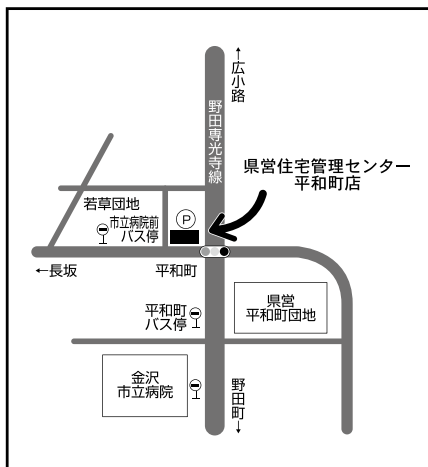 ↑広小路
野田専光寺線
県営住宅管理センター
平和町店
若草団地
P
市立病院前
バス停
←長坂
平和町
平和町
バス停
県営
平和町団地
金沢
市立病院
野田町↓